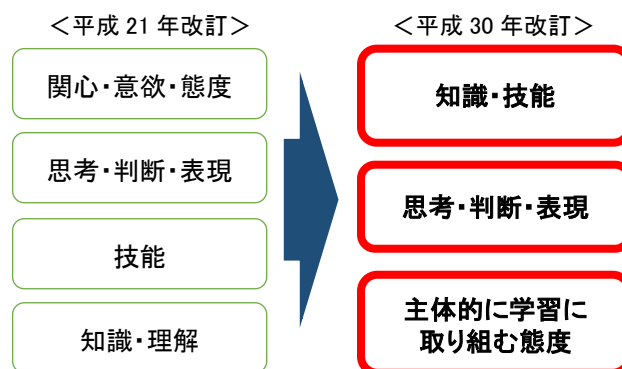 ＜平成 21 年改訂＞
関心・意欲・態度
思考・判断・表現
技能
知識・理解
＜平成 30 年改訂＞
知識・技能
思考・判断・表現
主体的に学習に
取り組む態度